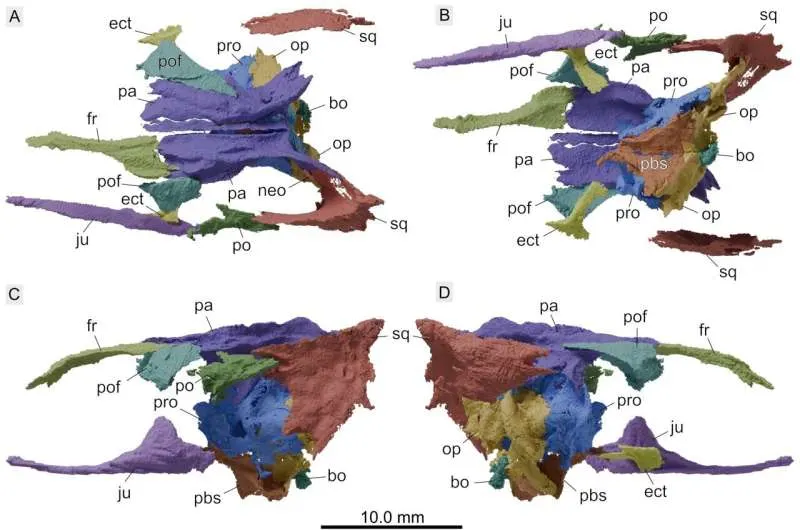 A
ect
pof
pro
op
sq
pa
bo
fr
op
pof
pa
neo
ect
ju
po
sq
B
ju
po
sq
ect
pof
pa
pro
op
fr
pbs
bo
pa
pof
pro
op
ect
sq
C
pa
fr
sq
pof
po
pro
ju
pbs
bo
D
pa
pof
fr
pro
op
ju
bo
pbs
ect
10.0 mm